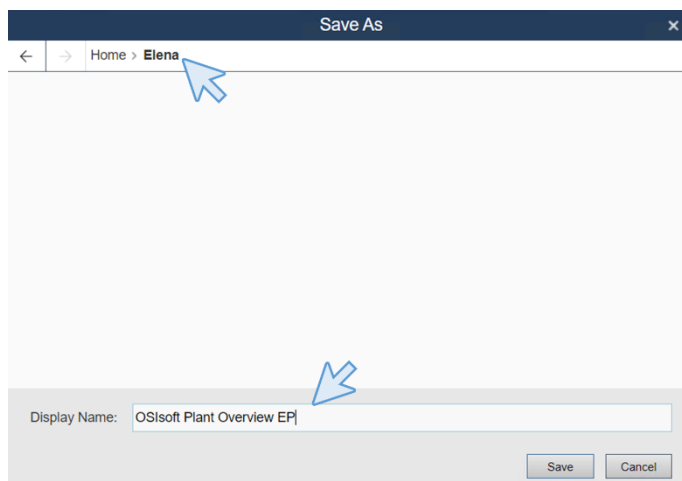 Save As ×
← → Home > Elena
Display Name: OSIsoft Plant Overview EP
Save Cancel